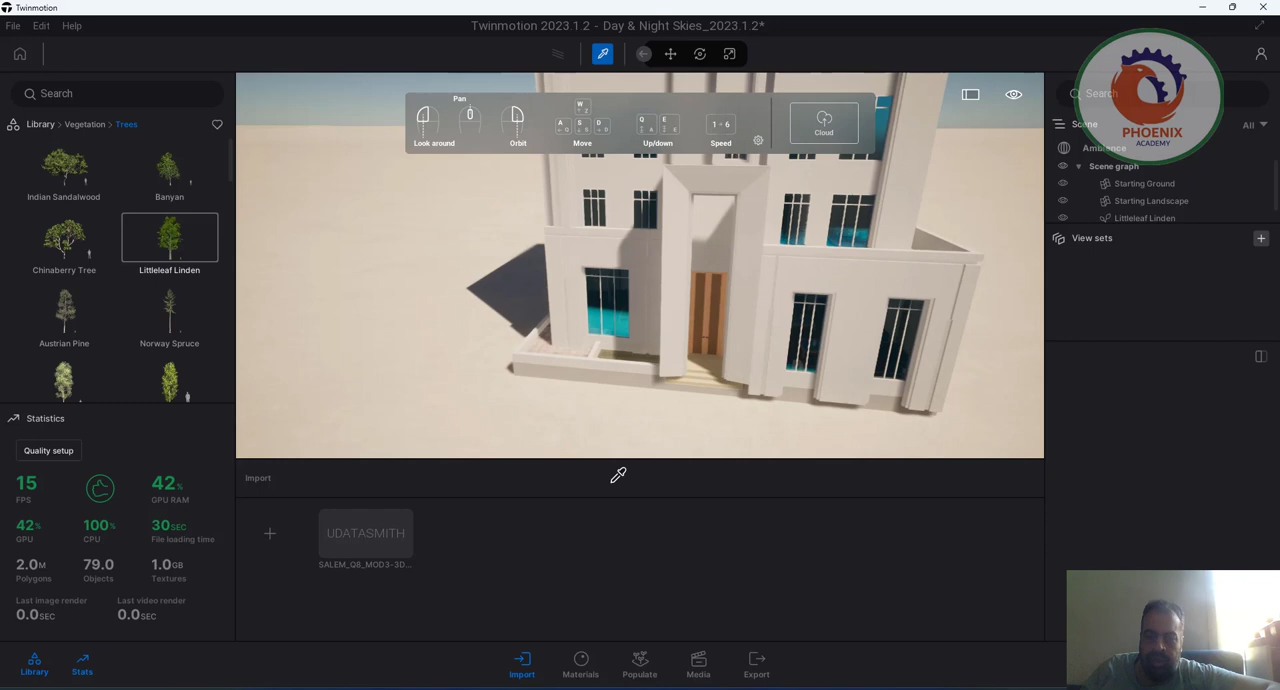 Twinmotion
File Edit Help
Twinmotion 2023.1.2 - Day & Night Skies_2023.1.2*
Search
Library > Vegetation > Trees
Indian Sandalwood
Banyan
Chinaberry Tree
Littleleaf Linden
Austrian Pine
Norway Spruce
Statistics
Quality setup
15 FPS
42% GPU RAM
42% GPU
100% CPU
30SEC File loading time
2.0M Polygons
79.0 Objects
1.0GB Textures
Last image render
0.0SEC
Last video render
0.0SEC
Library
Stats
Pan
Look around
Orbit
W
A S D
Move
Q E
Up/down
1 - 6
Speed
Cloud
Import
UDATASMITH
SALEM_Q8_MOD3-3D...
Import
Materials
Populate
Media
Export
Search
PHOENIX
ACADEMY
Scene
All
Ambience
Scene graph
Starting Ground
Starting Landscape
Littleleaf Linden
View sets